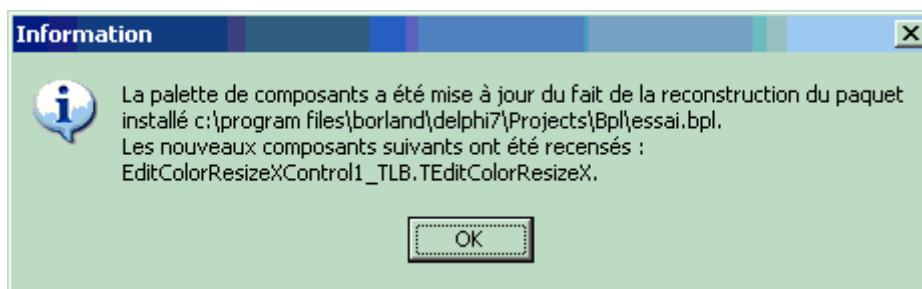 Information
La palette de composants a été mise à jour du fait de la reconstruction du paquet
installé c:\program files\borland\delphi7\Projects\Bpl\essai.bpl.
Les nouveaux composants suivants ont été recensés :
EditColorResizeXControl1_TLB.TEditColorResizeX.
OK